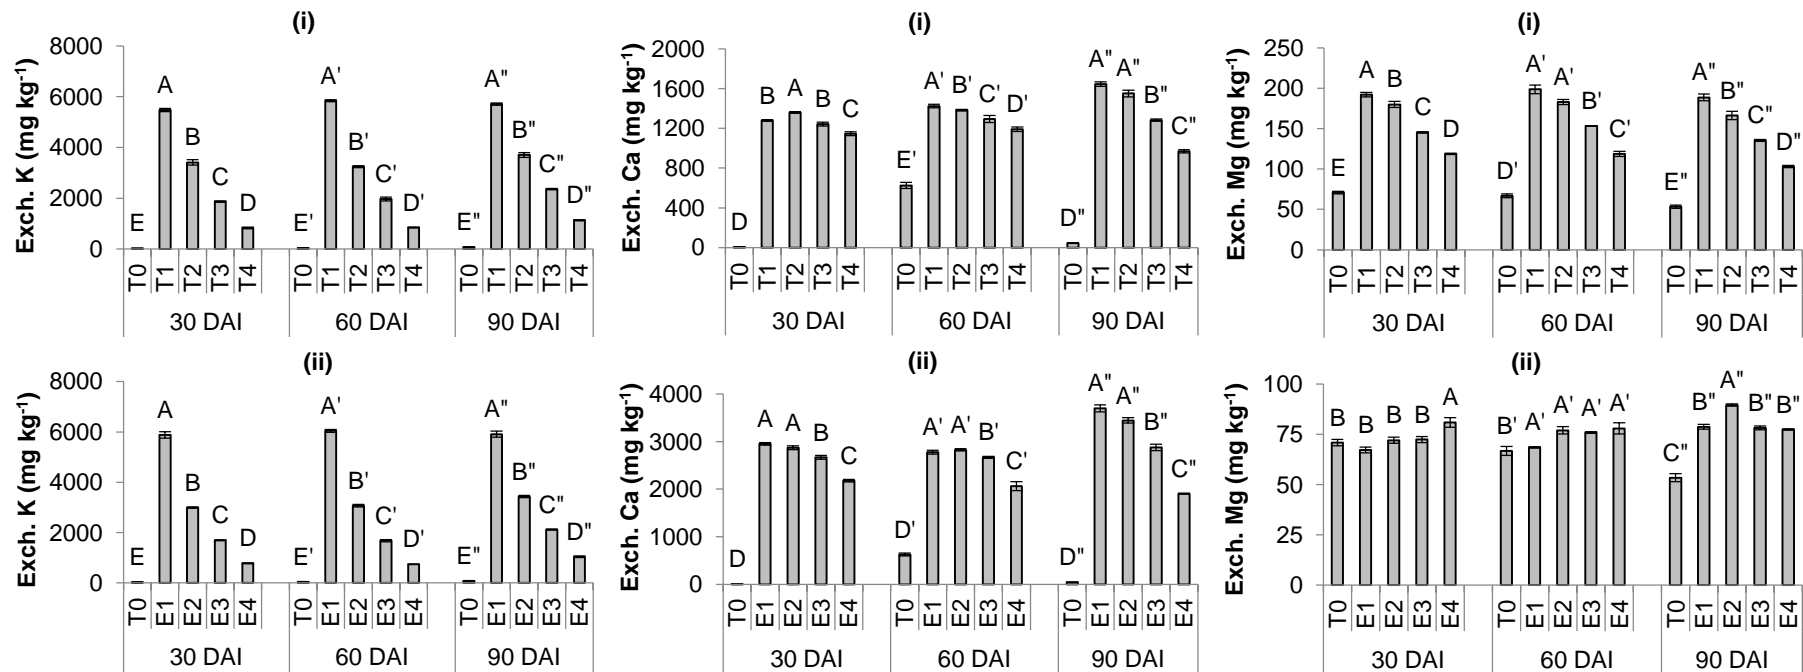 (i)
Exch. K (mg kg-1)
8000
6000
4000
2000
0
E A B C D
E' A' B' C' D'
E" A" B" C" D"
T0 T1 T2 T3 T4 T0 T1 T2 T3 T4 T0 T1 T2 T3 T4
30 DAI 60 DAI 90 DAI
(i)
Exch. Ca (mg kg-1)
2000
1600
1200
800
400
0
D B A B C
E' A' B' C' D'
D" A" A" B" C"
T0 T1 T2 T3 T4 T0 T1 T2 T3 T4 T0 T1 T2 T3 T4
30 DAI 60 DAI 90 DAI
(i)
Exch. Mg (mg kg-1)
250
200
150
100
50
0
E A B C D
D' A' A' B' C'
E" A" B" C" D"
T0 T1 T2 T3 T4 T0 T1 T2 T3 T4 T0 T1 T2 T3 T4
30 DAI 60 DAI 90 DAI
(ii)
Exch. K (mg kg-1)
8000
6000
4000
2000
0
E A B C D
E' A' B' C' D'
E" A" B" C" D"
T0 E1 E2 E3 E4 T0 E1 E2 E3 E4 T0 E1 E2 E3 E4
30 DAI 60 DAI 90 DAI
(ii)
Exch. Ca (mg kg-1)
4000
3000
2000
1000
0
D A A B C
D' A' A' B' C'
D" A" A" B" C"
T0 E1 E2 E3 E4 T0 E1 E2 E3 E4 T0 E1 E2 E3 E4
30 DAI 60 DAI 90 DAI
(ii)
Exch. Mg (mg kg-1)
100
75
50
25
0
B B B B A
B' A' A' A' A'
C" B" A" B" B"
T0 E1 E2 E3 E4 T0 E1 E2 E3 E4 T0 E1 E2 E3 E4
30 DAI 60 DAI 90 DAI